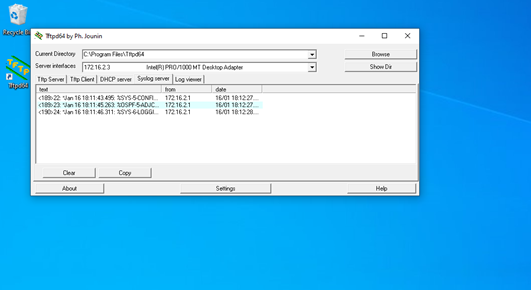 Recycle Bin
Tftpd64
Tftpd64 by Ph. Jounin
Current Directory C:\Program Files\Tftpd64 Browse
Server interfaces 172.16.2.3 Intel(R) PRO/1000 MT Desktop Adapter Show Dir
Tftp Server Tftp Client DHCP server Syslog server Log viewer
text from date
<189>22: *Jan 16 18:11:43.495: %SYS-5-CONFI... 172.16.2.1 16/01 18:12:27....
<189>23: *Jan 16 18:11:45.263: %OSPF-5-ADJC... 172.16.2.1 16/01 18:12:27....
<190>24: *Jan 16 18:11:46.311: %SYS-6-LOGGI... 172.16.2.1 16/01 18:12:28....
Clear Copy
About Settings Help